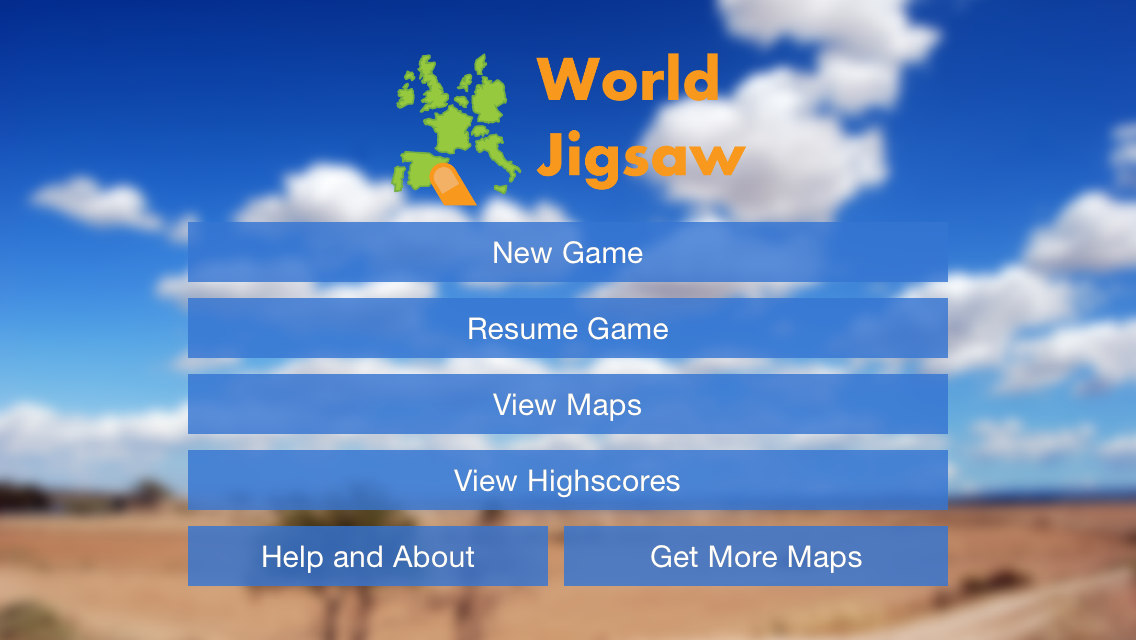 World
Jigsaw
New Game
Resume Game
View Maps
View Highscores
Help and About
Get More Maps